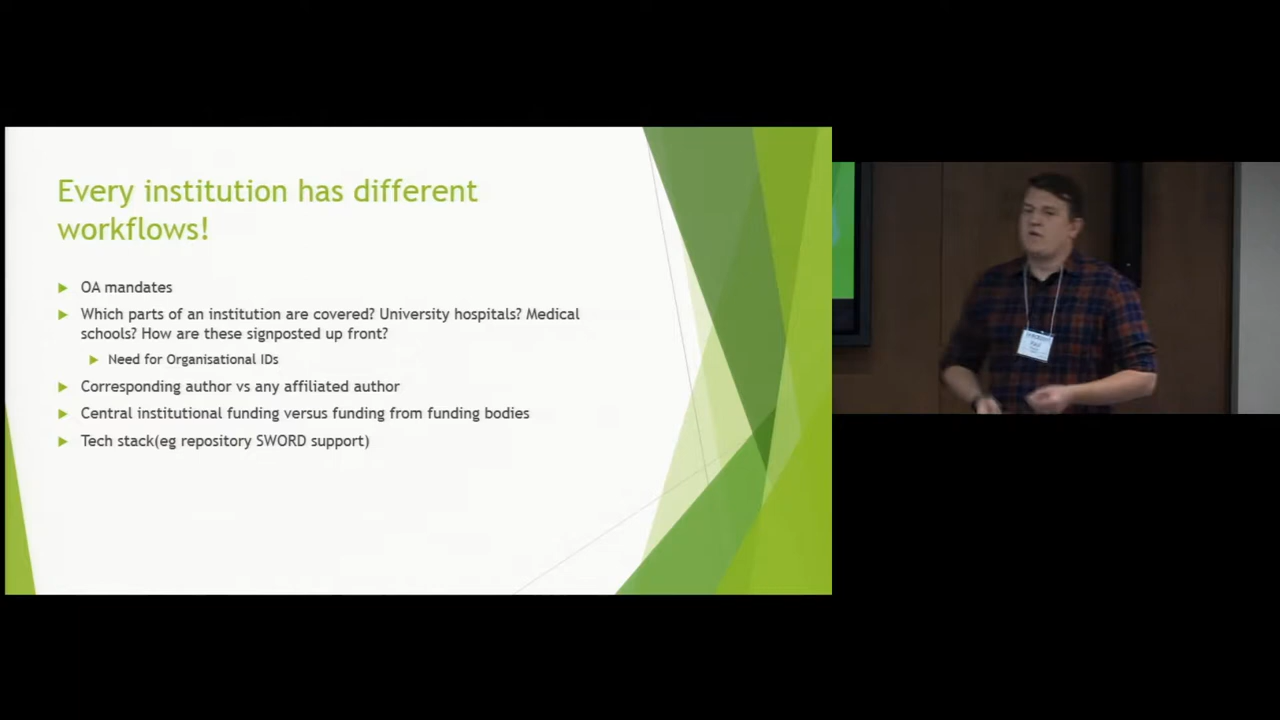 Every institution has different
workflows!
OA mandates
Which parts of an institution are covered? University hospitals? Medical
schools? How are these signposted up front?
Need for Organisational IDs
Corresponding author vs any affiliated author
Central institutional funding versus funding from funding bodies
Tech stack(eg repository SWORD support)